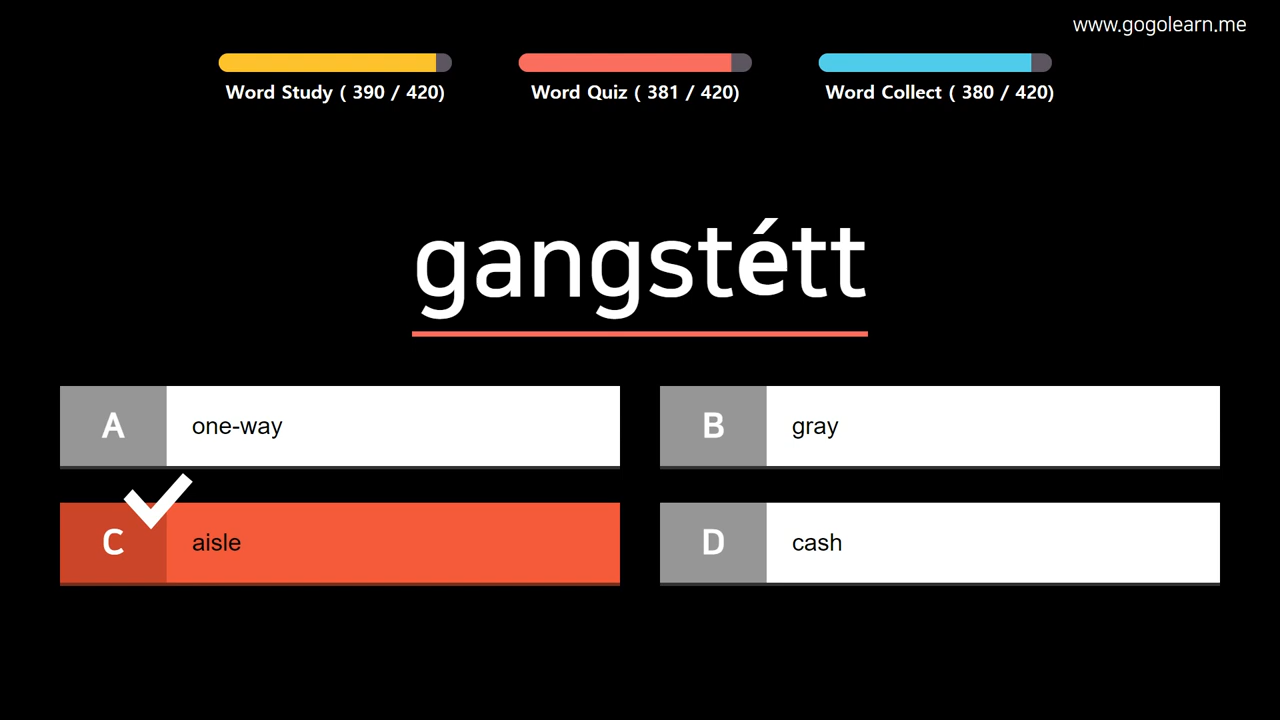 www.gogolearn.me
Word Study ( 390 / 420)
Word Quiz ( 381 / 420)
Word Collect ( 380 / 420)
gangstétt
A one-way
B gray
C aisle
D cash